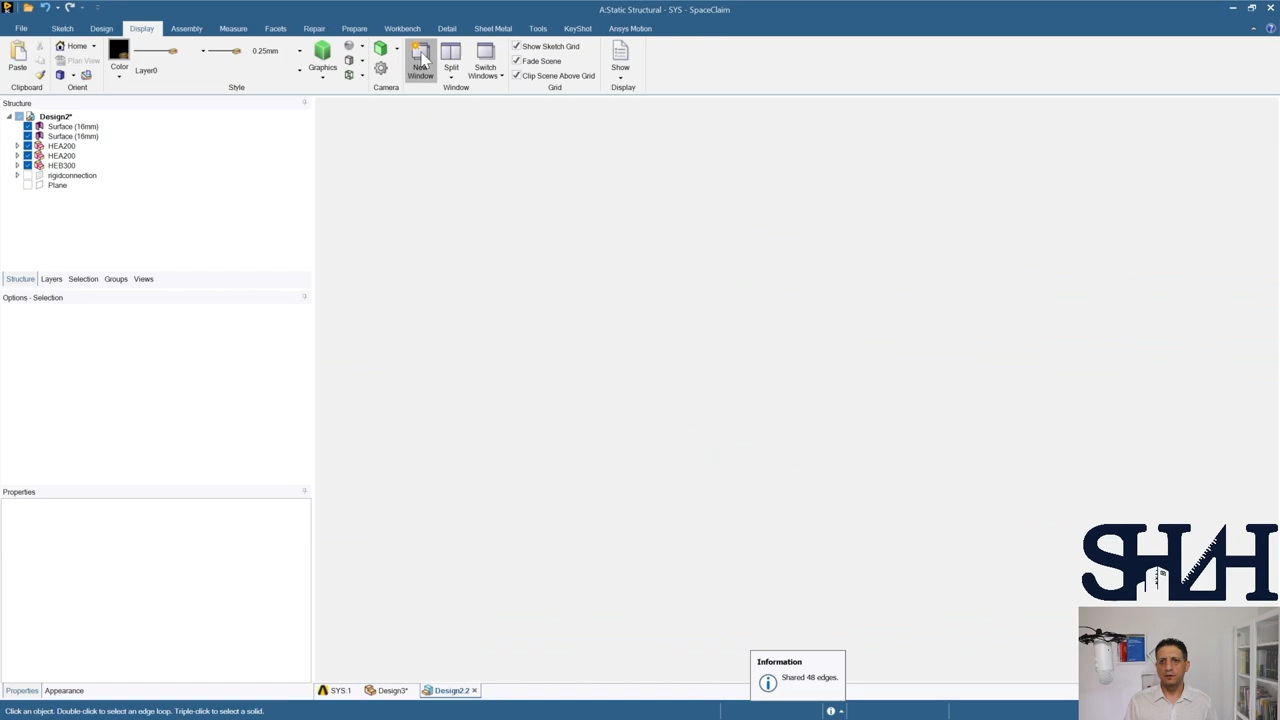 A:Static Structural - SYS - SpaceClaim
File Sketch Design Display Assembly Measure Facets Repair Prepare Workbench Detail Sheet Metal Tools KeyShot Ansys Motion
Paste
Home
Plan View
Color
Layer0
0.25mm
Graphics
New Window
Split
Switch Windows
Show Sketch Grid
Fade Scene
Clip Scene Above Grid
Show
Clipboard Orient Style Camera Window Grid Display
Structure
Design2*
Surface (16mm)
Surface (16mm)
HEA200
HEA200
HEB300
rigidconnection
Plane
Structure Layers Selection Groups Views
Options - Selection
Properties
Information
Shared 48 edges.
Properties Appearance
SYS:1 Design3* Design2:2
Click an object. Double-click to select an edge loop. Triple-click to select a solid.